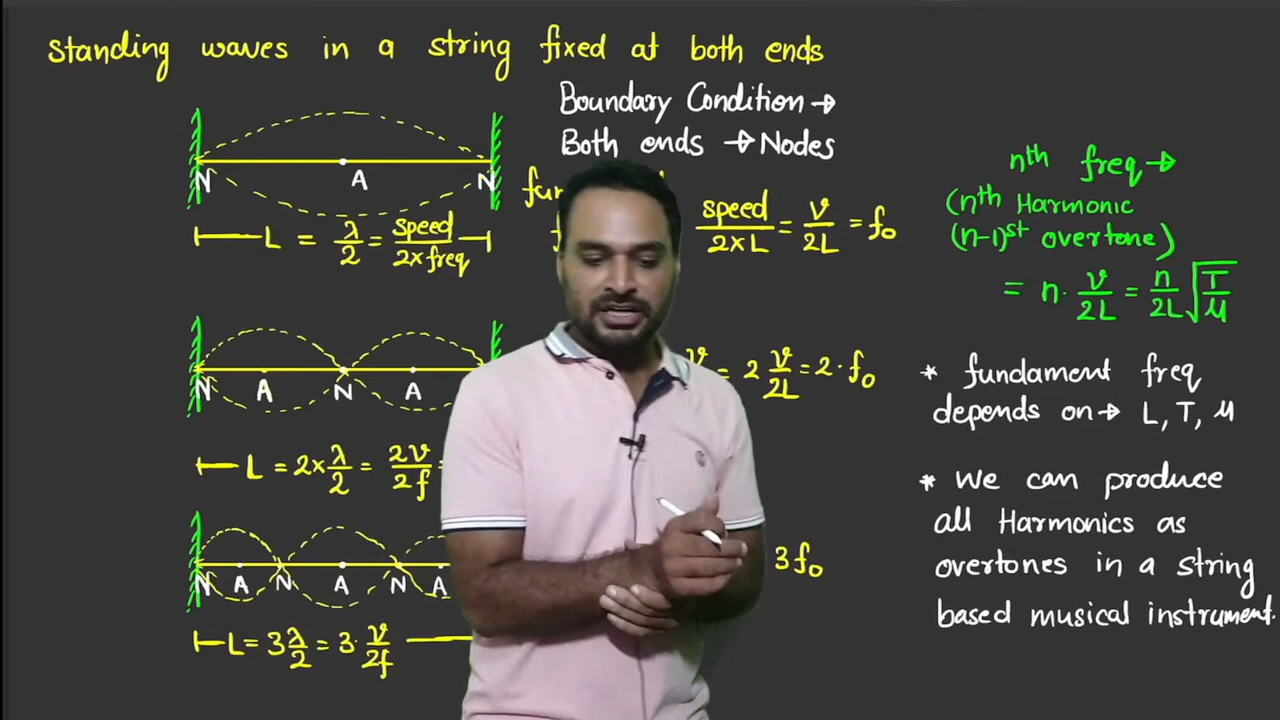 Standing waves in a string fixed at both ends
Boundary Condition →
Both ends → Nodes
N A N
L = λ/2 = speed/2×freq
speed/2×L = v/2L = f₀
N A N A
2 v/2L = 2·f₀
L = 2×λ/2 = 2v/2f =
N A N A N A
3f₀
L = 3λ/2 = 3·v/2f
nth freq →
(nth Harmonic
(n-1)st overtone)
= n·v/2L = n/2L √T/μ
* fundament freq
depends on → L, T, μ
* We can produce
all Harmonics as
overtones in a string
based musical instrument.